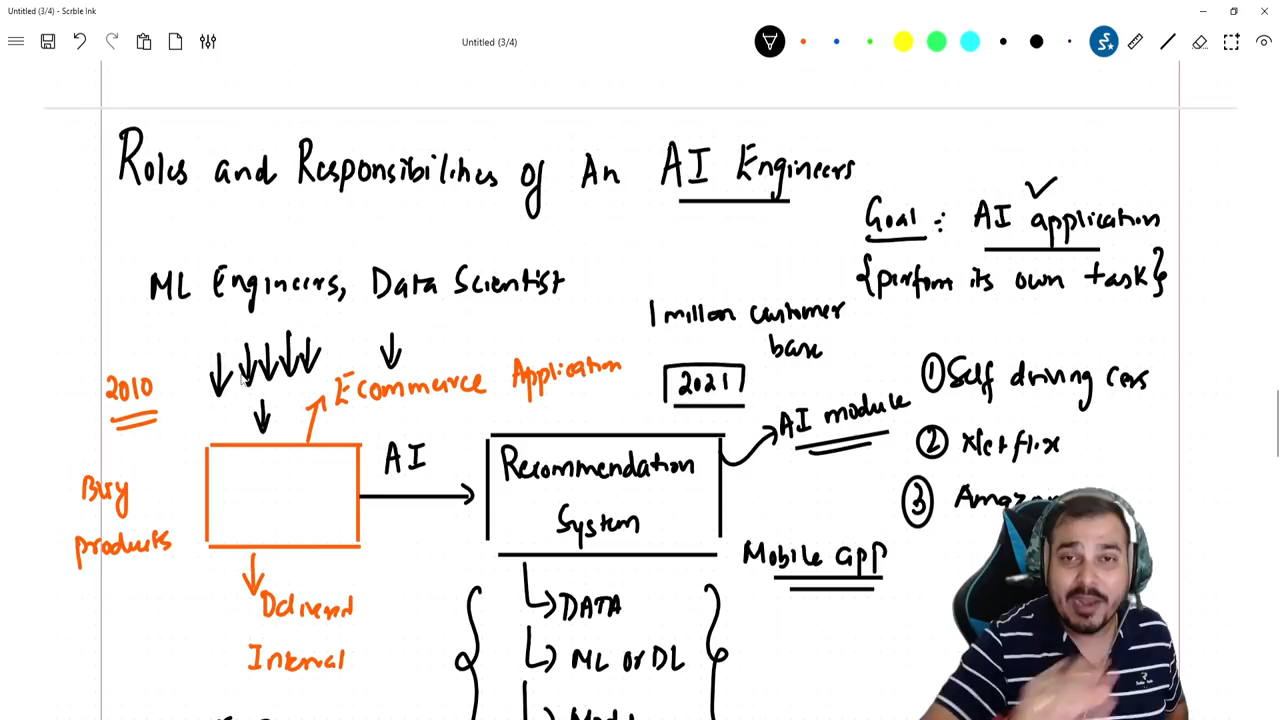 Untitled (3/4) - Scrble Ink
Untitled (3/4)
Roles and Responsibilities of An AI Engineers
Goal : AI application
{perform its own task}
ML Engineers, Data Scientist
1 million customer
base
2010
Ecommerce Application
2021
AI module
① Self driving cars
② Netflix
③ Amazon
Buy
products
AI
Recommendation
System
Mobile app
Delivered
Interval
DATA
ML or DL